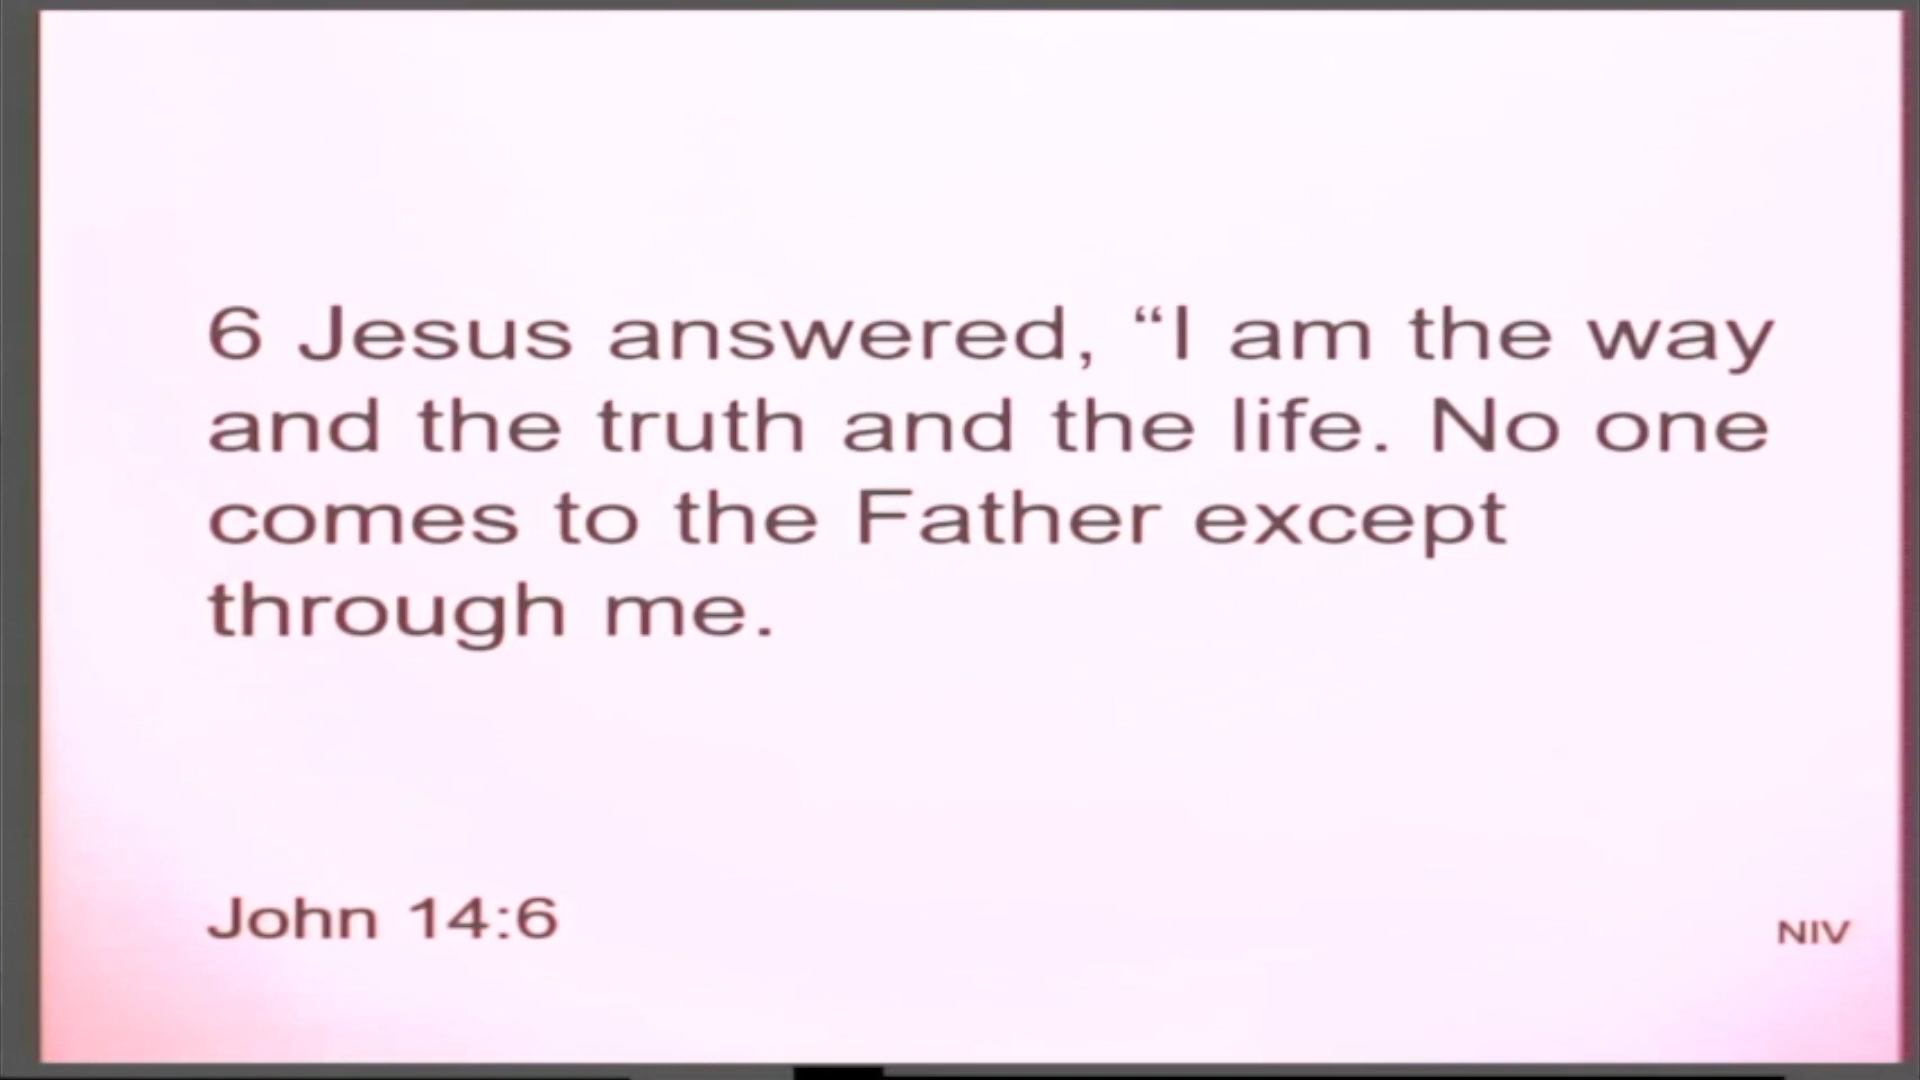 6 Jesus answered, “I am the way
and the truth and the life. No one
comes to the Father except
through me.
John 14:6
NIV